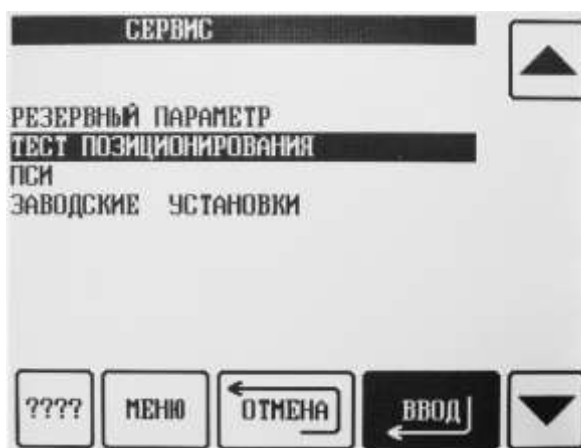 СЕРВИС
РЕЗЕРВНЫЙ ПАРАМЕТР
ТЕСТ ПОЗИЦИОНИРОВАНИЯ
ПСИ
ЗАВОДСКИЕ УСТАНОВКИ
???? МЕНЮ ОТМЕНА ВВОД